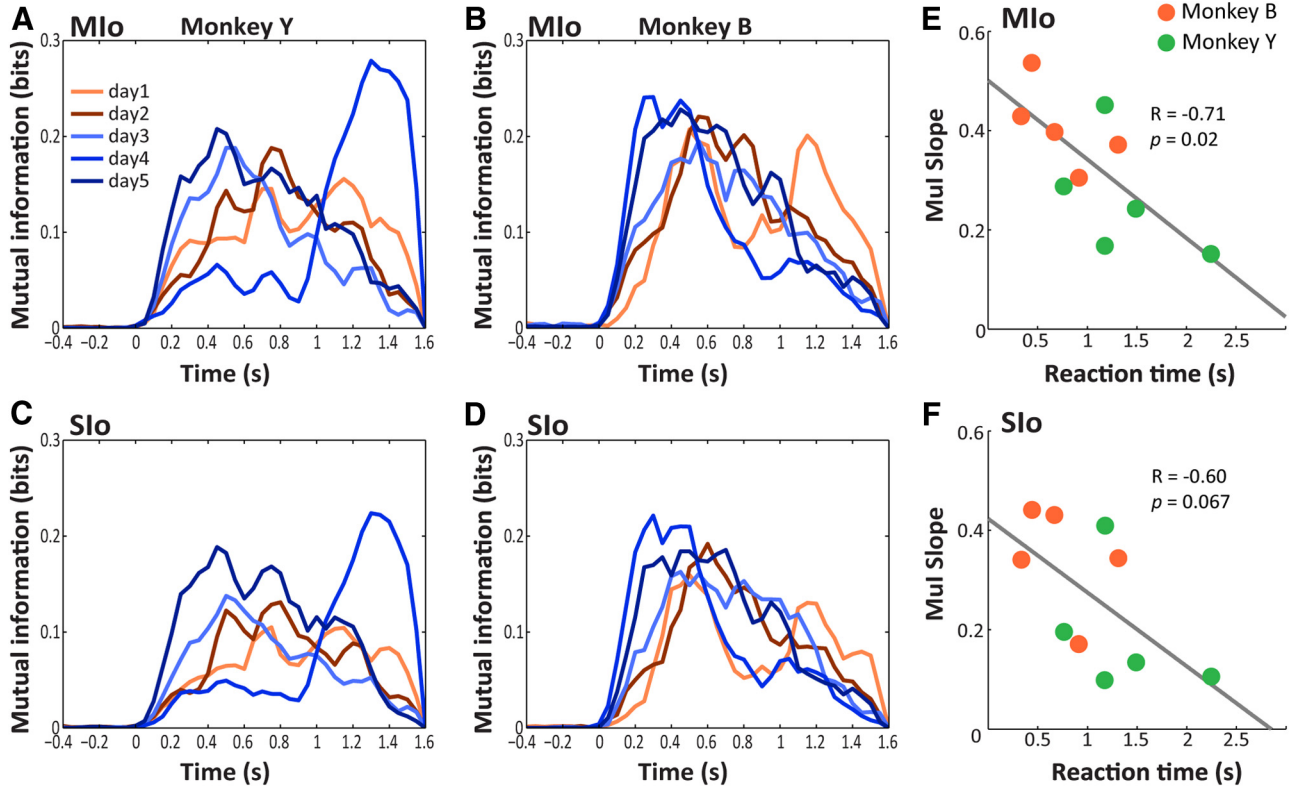 A
MIo
Monkey Y
Mutual information (bits)
0.3
0.2
0.1
0
day1
day2
day3
day4
day5
−0.4 −0.2 0 0.2 0.4 0.6 0.8 1 1.2 1.4 1.6
Time (s)
B
MIo
Monkey B
Mutual information (bits)
0.3
0.2
0.1
0
−0.4 −0.2 0 0.2 0.4 0.6 0.8 1 1.2 1.4 1.6
Time (s)
E
MIo
Monkey B
Monkey Y
MuI Slope
0.6
0.4
0.2
0
R = -0.71
p = 0.02
0.5 1 1.5 2 2.5
Reaction time (s)
C
SIo
Mutual information (bits)
0.3
0.2
0.1
0
−0.4 −0.2 0 0.2 0.4 0.6 0.8 1 1.2 1.4 1.6
Time (s)
D
SIo
Mutual information (bits)
0.3
0.2
0.1
0
−0.4 −0.2 0 0.2 0.4 0.6 0.8 1 1.2 1.4 1.6
Time (s)
F
SIo
MuI Slope
0.6
0.4
0.2
0
R = -0.60
p = 0.067
0.5 1 1.5 2 2.5
Reaction time (s)